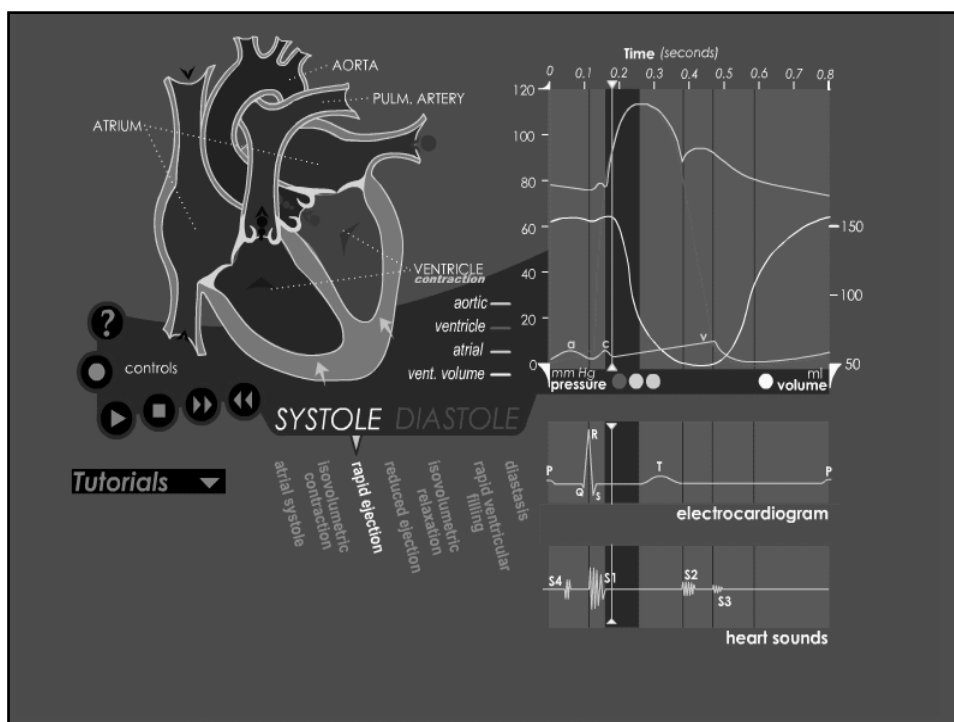 AORTA
PULM. ARTERY
ATRIUM
VENTRICLE
contraction
aortic
ventricle
atrial
vent. volume
?
controls
SYSTOLE DIASTOLE
atrial systole
isovolumetric
contraction
rapid ejection
reduced ejection
isovolumetric
relaxation
rapid ventricular
filling
diastasis
Tutorials
Time (seconds)
0 0.1 0.2 0.3 0.4 0.5 0.6 0.7 0.8
120
100
80
60
40
20
0
150
100
50
a c v
mm Hg ml
pressure volume
P Q R S T P
electrocardiogram
S4 S1 S2 S3
heart sounds